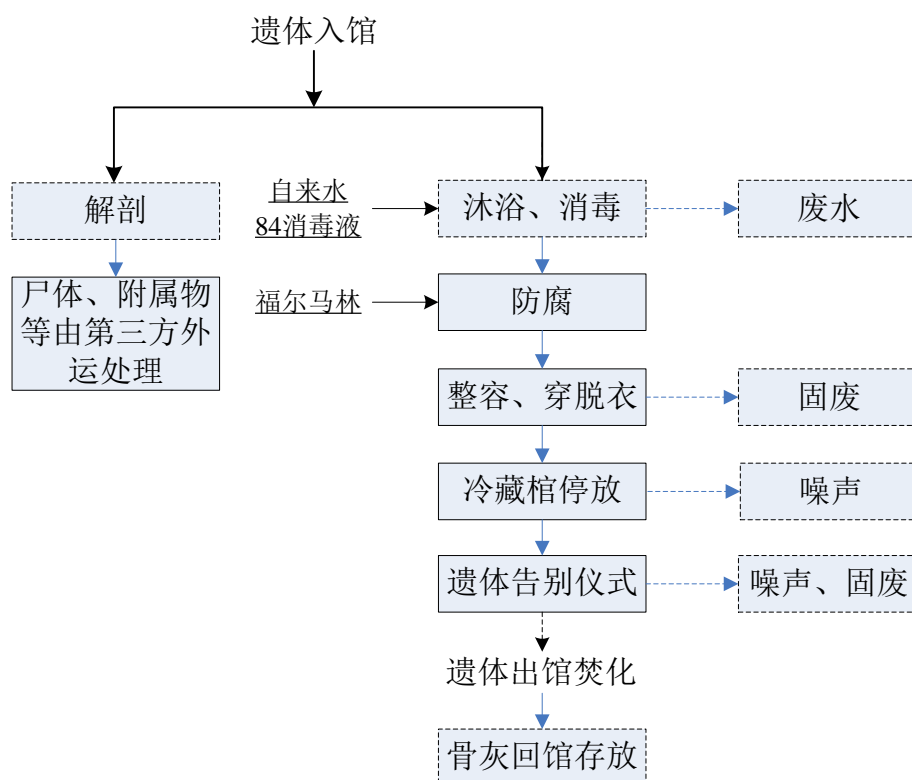 遗体入馆
解剖
自来水
84消毒液
沐浴、消毒
废水
尸体、附属物
等由第三方外
运处理
福尔马林
防腐
整容、穿脱衣
固废
冷藏棺停放
噪声
遗体告别仪式
噪声、固废
遗体出馆焚化
骨灰回馆存放